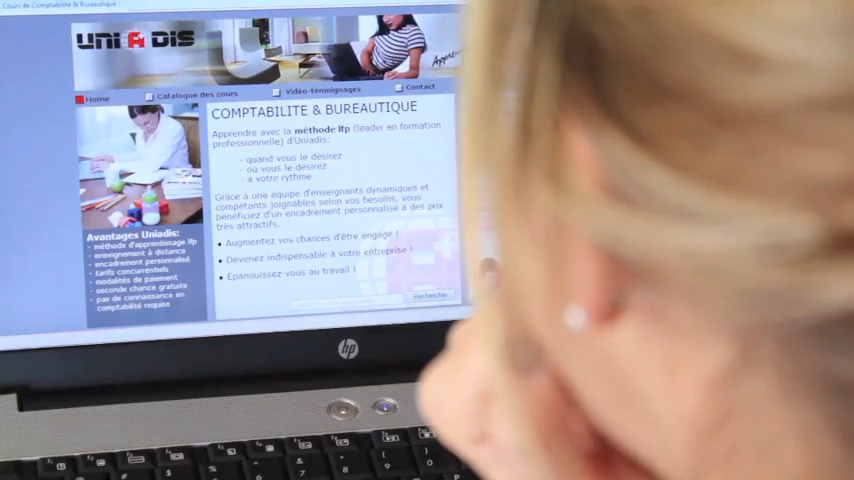 Cours de Comptabilité & Bureautique
UNIADIS
Apprendre
Home
Catalogue des cours
Vidéo-témoignages
Contact
COMPTABILITE & BUREAUTIQUE
Apprendre avec la méthode lfp (leader en formation
professionnelle) d'Uniadis:
- quand vous le désirez
- où vous le désirez
- à votre rythme
Grâce à une équipe d'enseignants dynamiques et
compétants joignables selon vos besoins, vous
bénéficiez d'un encadrement personnalisé à des prix
très attractifs.
• Augmentez vos chances d'être engagé !
• Devenez indispensable à votre entreprise !
• Epanouissez-vous au travail !
Rechercher
Avantages Uniadis:
- méthode d'apprentissage lfp
- enseignement à distance
- encadrement personnalisé
- tarifs concurrentiels
- modalités de paiement
- seconde chance gratuite
- pas de connaissance en
comptabilité requise
hp